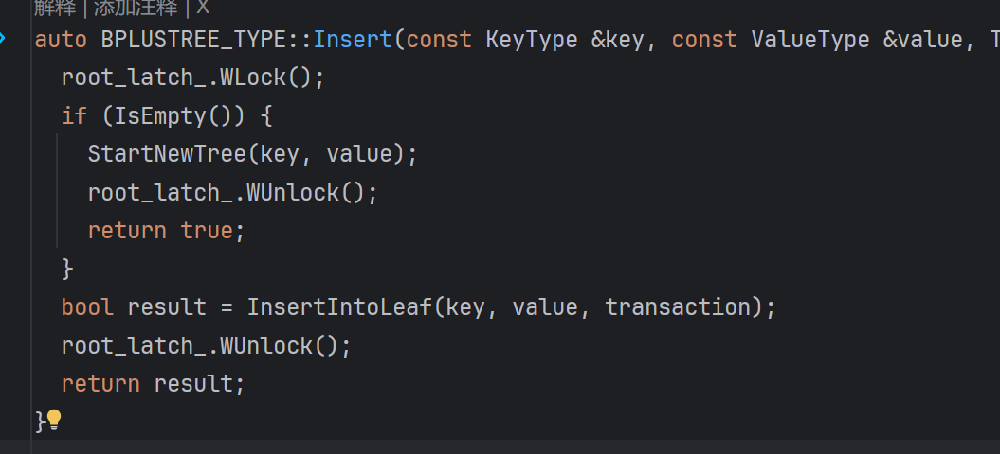 解释 | 添加注释 | X
auto BPLUSTREE_TYPE::Insert(const KeyType &key, const ValueType &value, T
root_latch_.WLock();
if (IsEmpty()) {
StartNewTree(key, value);
root_latch_.WUnlock();
return true;
}
bool result = InsertIntoLeaf(key, value, transaction);
root_latch_.WUnlock();
return result;
}